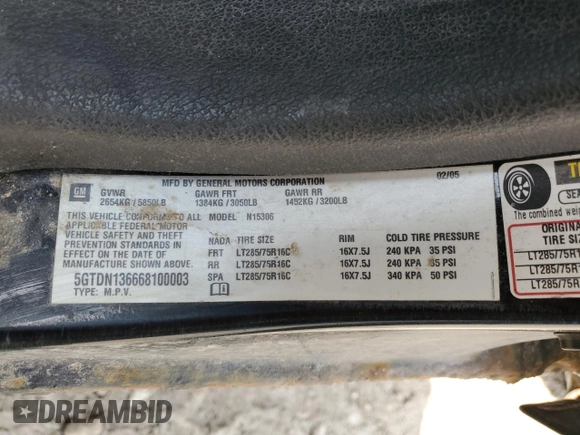 MFD BY GENERAL MOTORS CORPORATION 02/05
GM GVWR GAWR FRT GAWR RR
2654KG / 5850LB 1384KG / 3050LB 1452KG / 3200LB
THIS VEHICLE CONFORMS TO ALL MODEL N15306
APPLICABLE FEDERAL MOTOR
VEHICLE SAFETY AND THEFT
PREVENTION STANDARDS IN
EFFECT ON THE DATE OF
MANUFACTURE SHOWN ABOVE.
5GTDN136668100003
TYPE: M.P.V.
NADA TIRE SIZE RIM COLD TIRE PRESSURE
FRT LT285/75R16C 16X7.5J 240 KPA 35 PSI
RR LT285/75R16C 16X7.5J 240 KPA 35 PSI
SPA LT285/75R16C 16X7.5J 340 KPA 50 PSI
The combined wei
ORIGINA
TIRE SI
LT285/75R1
LT285/75R
LT285/75R
DREAMBID